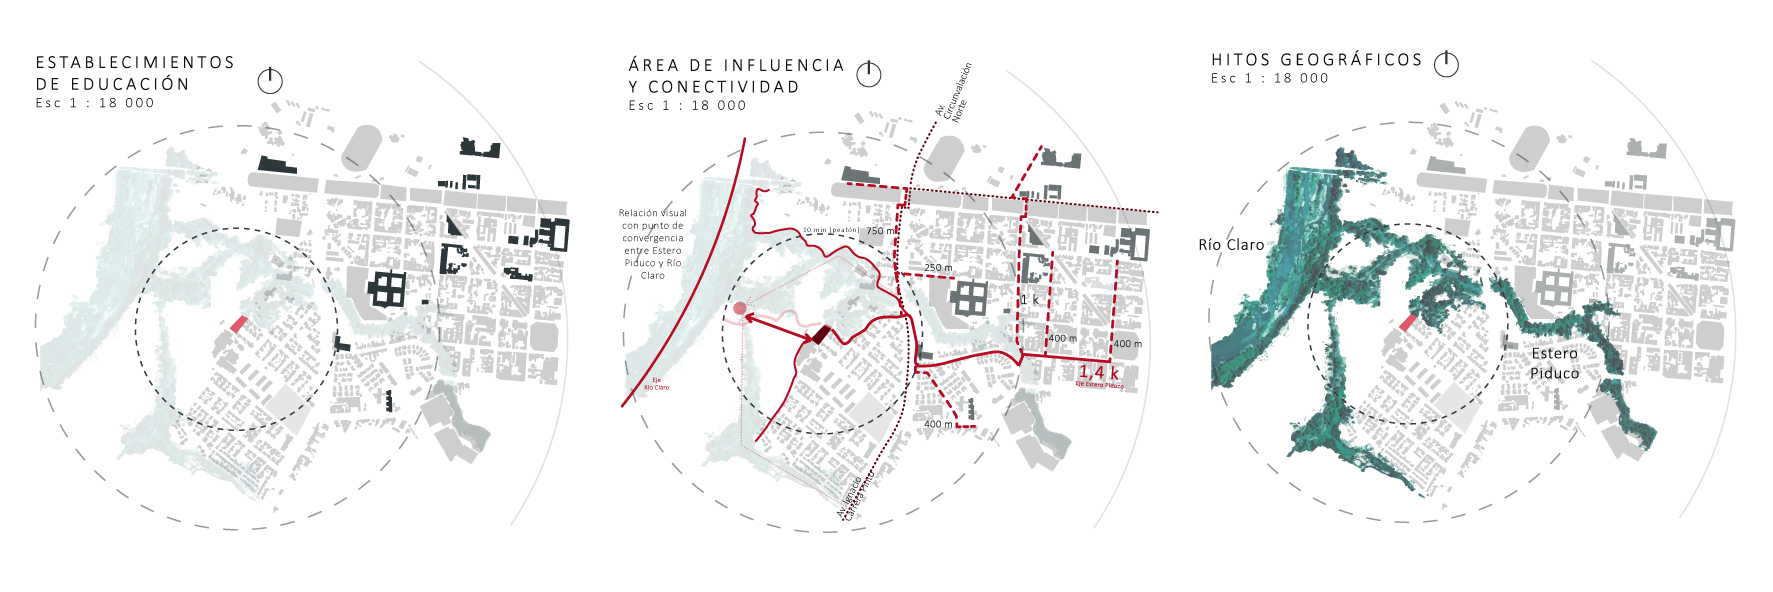 ESTABLECIMIENTOS
DE EDUCACIÓN
Esc 1 : 18 000
ÁREA DE INFLUENCIA
Y CONECTIVIDAD
Esc 1 : 18 000
Av.
Circunvalación
Norte
Relación visual
con punto de
convergencia
entre Estero
Piduco y Río
Claro
10 min [peatón]
750 m
250 m
1 k
400 m
400 m
1,4 k
Eje Estero Piduco
400 m
Eje
Río Claro
Av. Ignacio
Carrera Pinto
HITOS GEOGRÁFICOS
Esc 1 : 18 000
Río Claro
Estero
Piduco